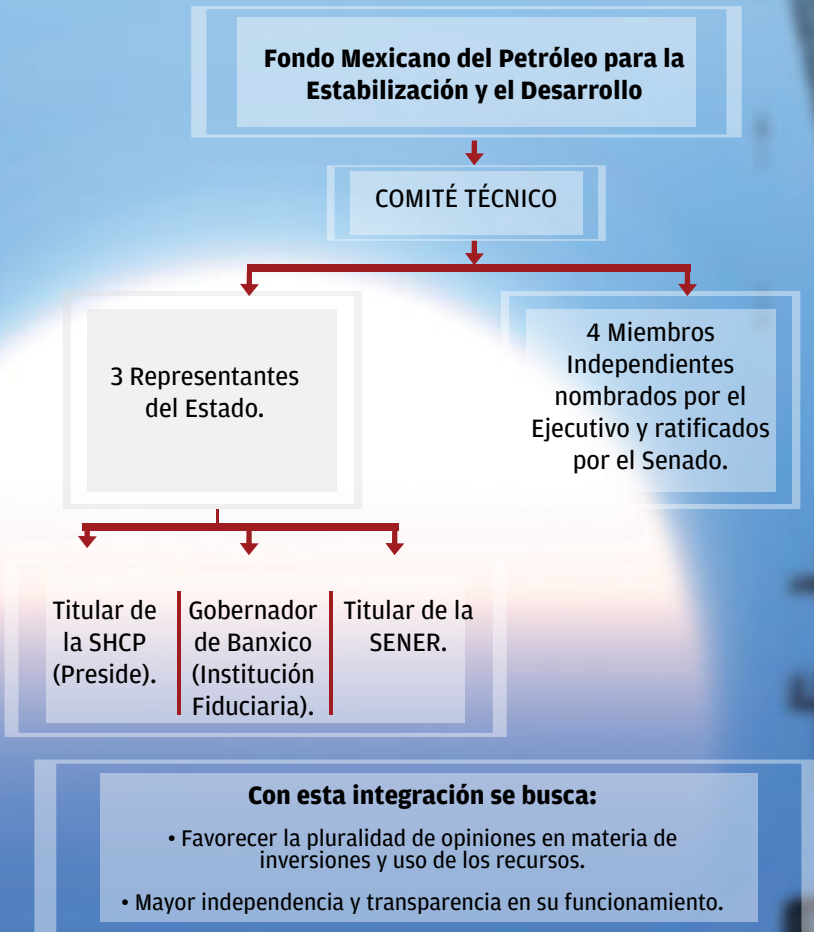 Fondo Mexicano del Petróleo para la
Estabilización y el Desarrollo
COMITÉ TÉCNICO
3 Representantes
del Estado.
4 Miembros
Independientes
nombrados por el
Ejecutivo y ratificados
por el Senado.
Titular de
la SHCP
(Preside).
Gobernador
de Banxico
(Institución
Fiduciaria).
Titular de la
SENER.
Con esta integración se busca:
• Favorecer la pluralidad de opiniones en materia de
inversiones y uso de los recursos.
• Mayor independencia y transparencia en su funcionamiento.